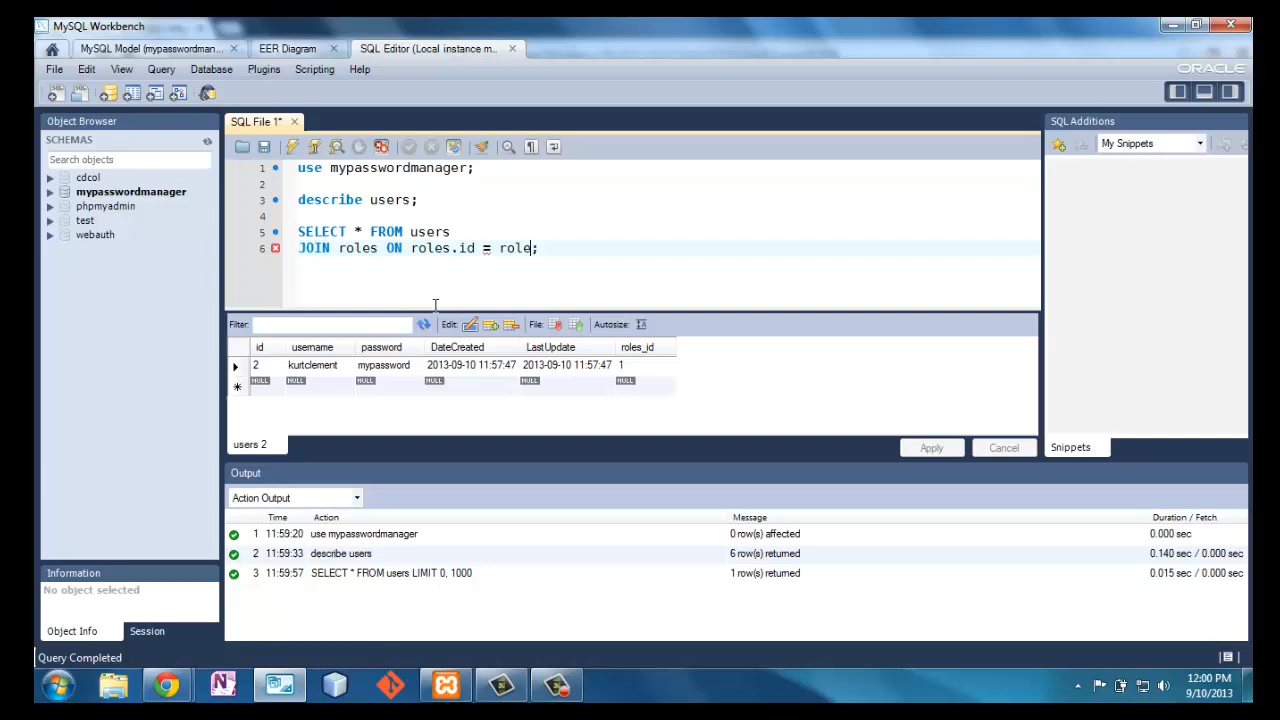 MySQL Workbench
MySQL Model (mypasswordman...
EER Diagram
SQL Editor (Local instance m...
File Edit View Query Database Plugins Scripting Help
ORACLE
Object Browser
SCHEMAS
Search objects
cdcol
mypasswordmanager
phpmyadmin
test
webauth
Information
No object selected
Object Info Session
SQL File 1*
1 use mypasswordmanager;
2
3 describe users;
4
5 SELECT * FROM users
6 JOIN roles ON roles.id = role;
Filter: Edit: File: Autosize:
id username password DateCreated LastUpdate roles_id
2 kurtclement mypassword 2013-09-10 11:57:47 2013-09-10 11:57:47 1
NULL NULL NULL NULL NULL NULL
users 2
Apply Cancel
SQL Additions
My Snippets
Snippets
Output
Action Output
Time Action Message Duration / Fetch
1 11:59:20 use mypasswordmanager 0 row(s) affected 0.000 sec
2 11:59:33 describe users 6 row(s) returned 0.140 sec / 0.000 sec
3 11:59:57 SELECT * FROM users LIMIT 0, 1000 1 row(s) returned 0.015 sec / 0.000 sec
Query Completed
12:00 PM
9/10/2013